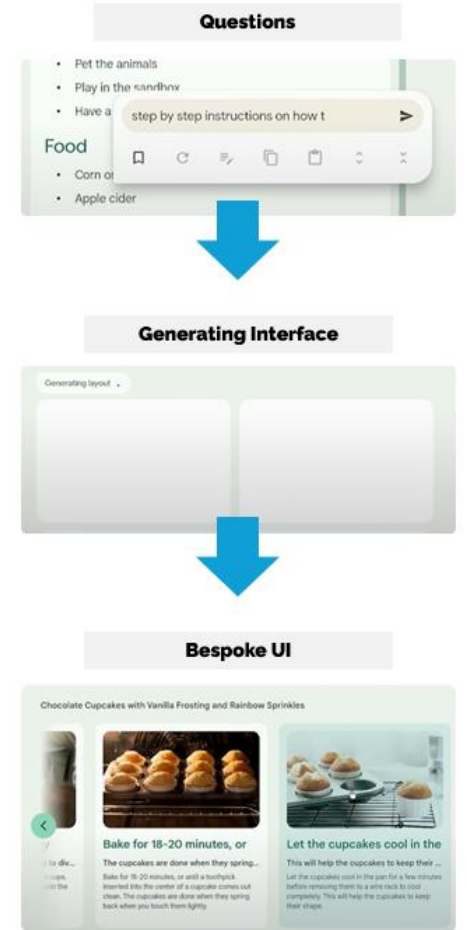 Questions
Pet the animals
Play in the sandbox
Have a
step by step instructions on how t
Food
Corn o
Apple cider
Generating Interface
Generating layout
Bespoke UI
Chocolate Cupcakes with Vanilla Frosting and Rainbow Sprinkles
y
to div...
cups,
the
Bake for 18-20 minutes, or
The cupcakes are done when they spring...
Bake for 18-20 minutes, or until a toothpick
inserted into the center of a cupcake comes out
clean. The cupcakes are done when they spring
back when you touch them lightly.
Let the cupcakes cool in the
This will help the cupcakes to keep their ...
Let the cupcakes cool in the pan for a few minutes
before removing them to a wire rack to cool
completely. This will help the cupcakes to keep
their shape.